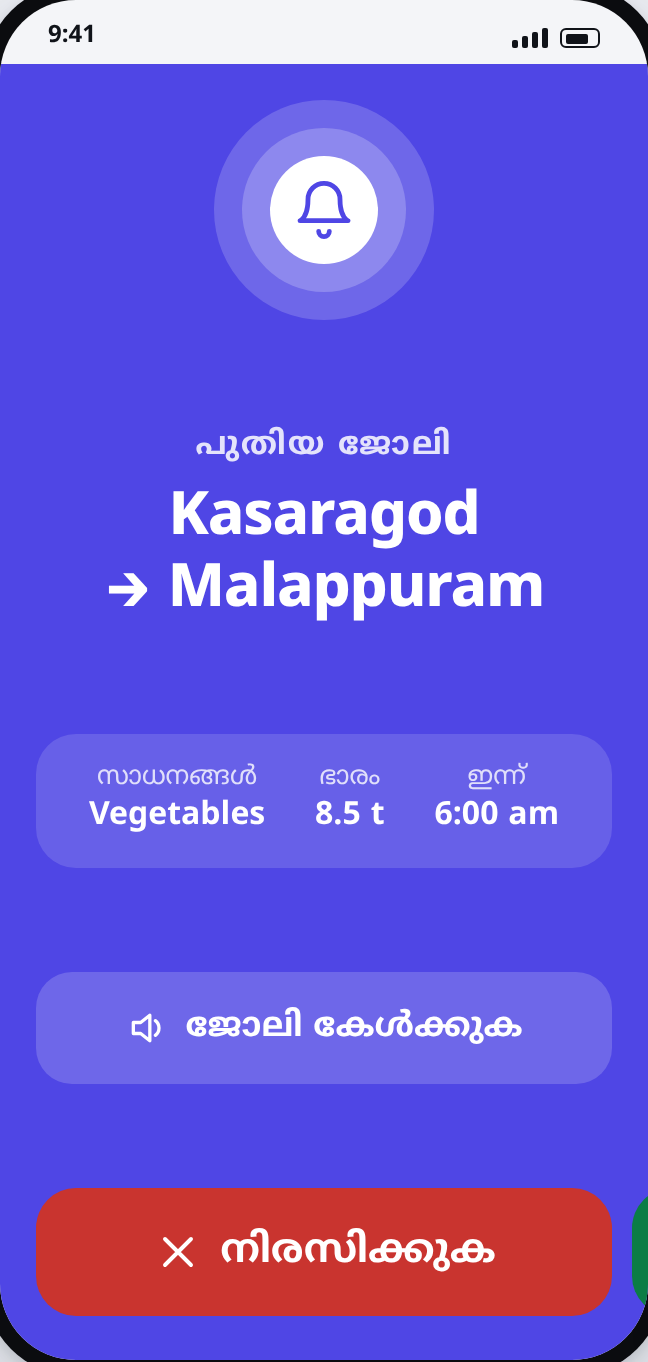 9:41
പുതിയ ജോലി
Kasaragod
→ Malappuram
സാധനങ്ങൾ ഭാരം ഇന്ന്
Vegetables 8.5 t 6:00 am
ജോലി കേൾക്കുക
നിരസിക്കുക